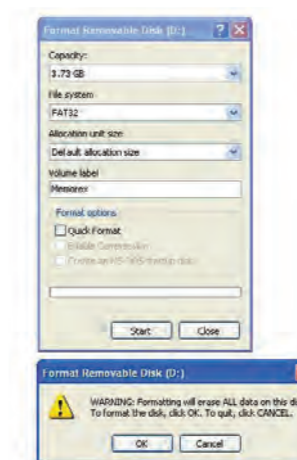 Format Removable Disk (D:)
Capacity:
3.73 GB
File system
FAT32
Allocation unit size
Default allocation size
Volume label
Memorex
Format options
Quick Format
Enable Compression
Create an MS-DOS startup disk
Start Close
Format Removable Disk (D:)
WARNING: Formatting will erase ALL data on this di
To format the disk, click OK. To quit, click CANCEL.
OK Cancel